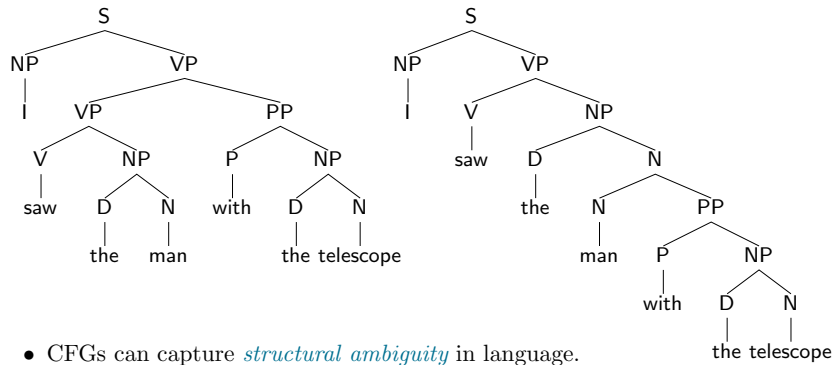 S S
NP VP NP VP
I VP PP I V NP
V NP P NP saw D N
saw D N with D N the N PP
the man the telescope man P NP
with D N
• CFGs can capture structural ambiguity in language.
the telescope